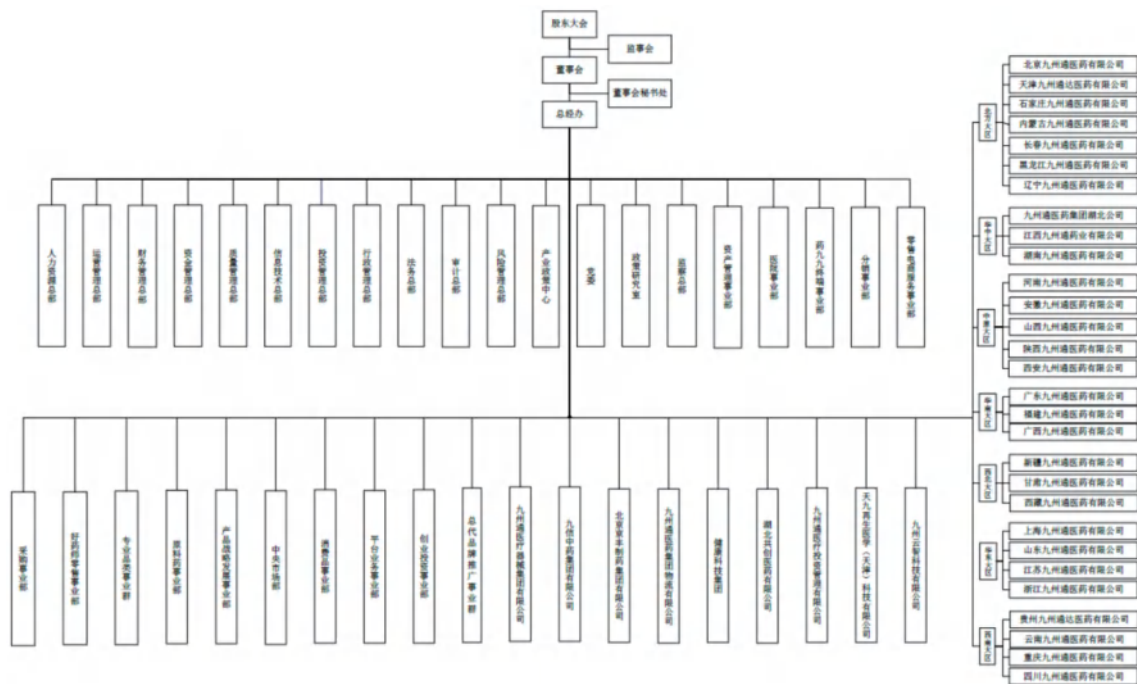 股东大会
监事会
董事会
董事会秘书处
总经办
人力资源总部
运营管理总部
财务管理总部
资金管理总部
质量管理总部
信息技术总部
投资管理总部
行政管理总部
法务总部
审计总部
风险管理总部
产业政策中心
党委
政策研究室
监察总部
资产管理事业部
医院事业部
药九九终端事业部
分销事业部
零售电商服务事业部
采购事业部
好药师零售事业部
专业品类事业群
原料药事业部
产品战略发展事业部
中央市场部
消费品事业部
平台业务事业部
创业投资事业部
总代品牌推广事业群
九州通医疗器械集团有限公司
九信中药集团有限公司
北京京丰制药集团有限公司
九州通医药集团物流有限公司
健康科技集团
湖北共创医药有限公司
九州通医疗投资管理有限公司
天九再生医学（天津）科技有限公司
九州云智科技有限公司
北方大区
北京九州通医药有限公司
天津九州通达医药有限公司
石家庄九州通医药有限公司
内蒙古九州通医药有限公司
长春九州通医药有限公司
黑龙江九州通医药有限公司
辽宁九州通医药有限公司
华中大区
九州通医药集团湖北公司
江西九州通药业有限公司
湖南九州通医药有限公司
中原大区
河南九州通医药有限公司
安徽九州通医药有限公司
山西九州通医药有限公司
陕西九州通医药有限公司
西安九州通医药有限公司
华南大区
广东九州通医药有限公司
福建九州通医药有限公司
广西九州通医药有限公司
西北大区
新疆九州通医药有限公司
甘肃九州通医药有限公司
西藏九州通医药有限公司
华东大区
上海九州通医药有限公司
山东九州通医药有限公司
江苏九州通医药有限公司
浙江九州通医药有限公司
西南大区
贵州九州通达医药有限公司
云南九州通医药有限公司
重庆九州通医药有限公司
四川九州通医药有限公司